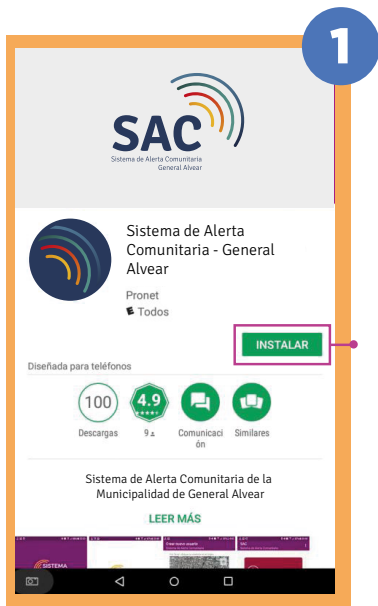 1
SAC
Sistema de Alerta Comunitaria
General Alvear
Sistema de Alerta
Comunitaria - General
Alvear
Pronet
Todos
INSTALAR
Diseñada para teléfonos
100
4.9
Descargas
9
Comunicaci
ón
Similares
Sistema de Alerta Comunitaria de la
Municipalidad de General Alvear
LEER MÁS
SISTEMA
SAC